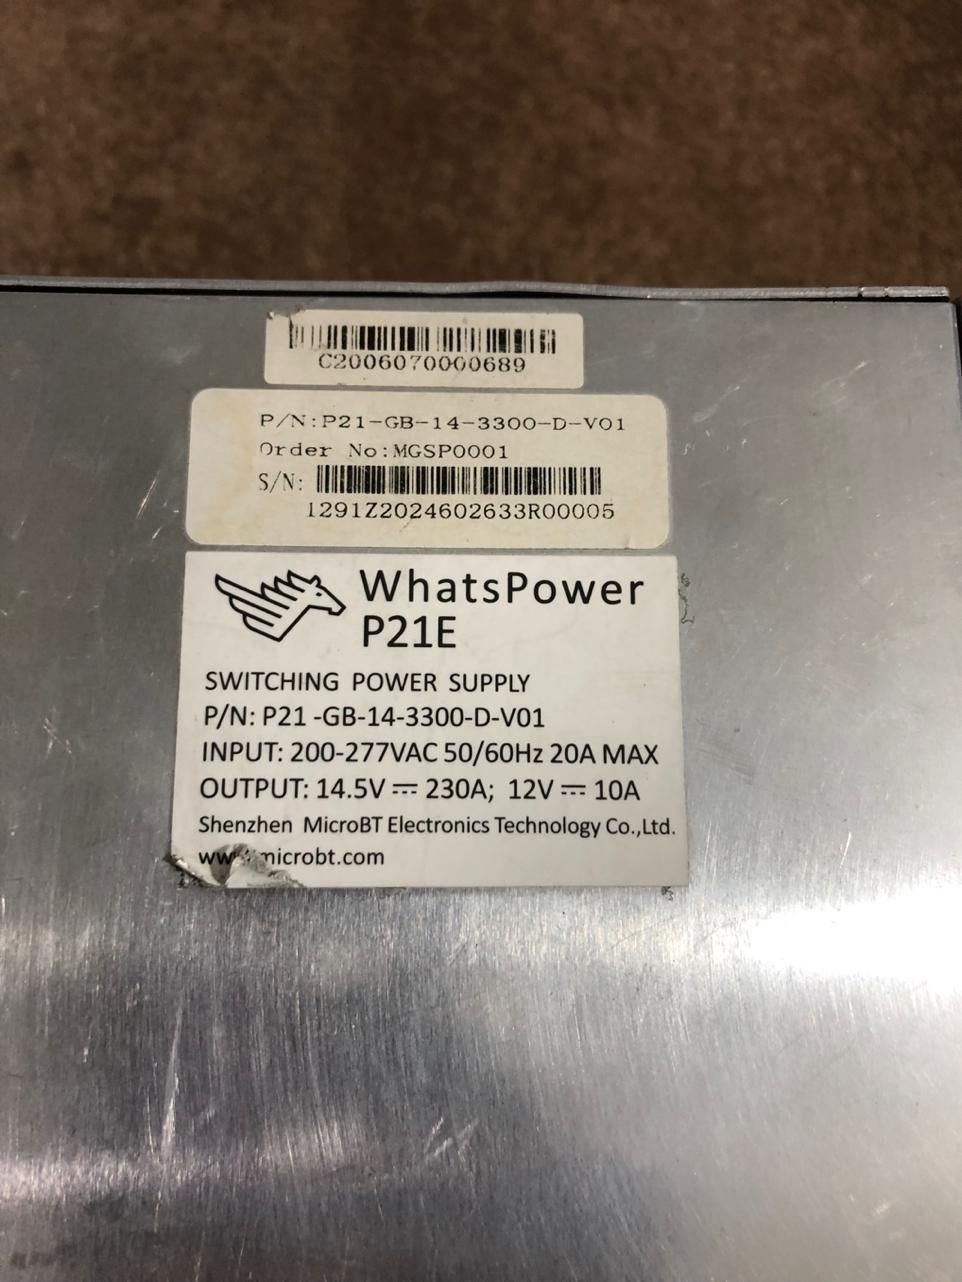 C2006070000689
P/N:P21-GB-14-3300-D-V01
Order No:MGSP0001
S/N:
1291Z2024602633R00005
WhatsPower
P21E
SWITCHING POWER SUPPLY
P/N: P21 -GB-14-3300-D-V01
INPUT: 200-277VAC 50/60Hz 20A MAX
OUTPUT: 14.5V ⎓ 230A; 12V ⎓ 10A
Shenzhen MicroBT Electronics Technology Co.,Ltd.
www.microbt.com